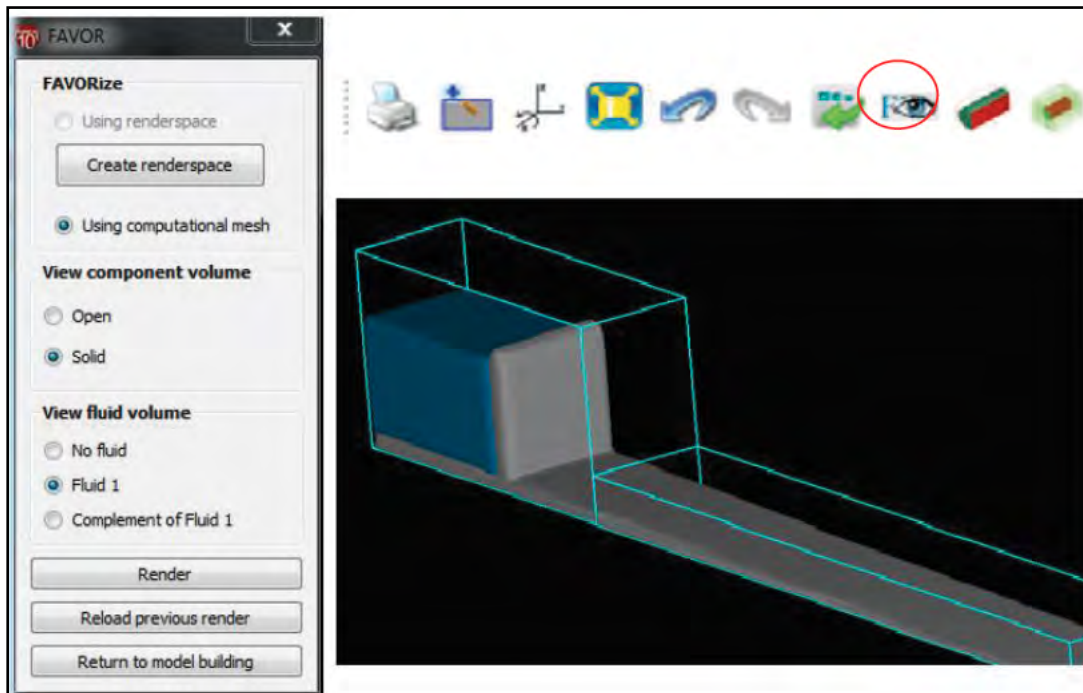 FAVOR
FAVORize
Using renderspace
Create renderspace
Using computational mesh
View component volume
Open
Solid
View fluid volume
No fluid
Fluid 1
Complement of Fluid 1
Render
Reload previous render
Return to model building